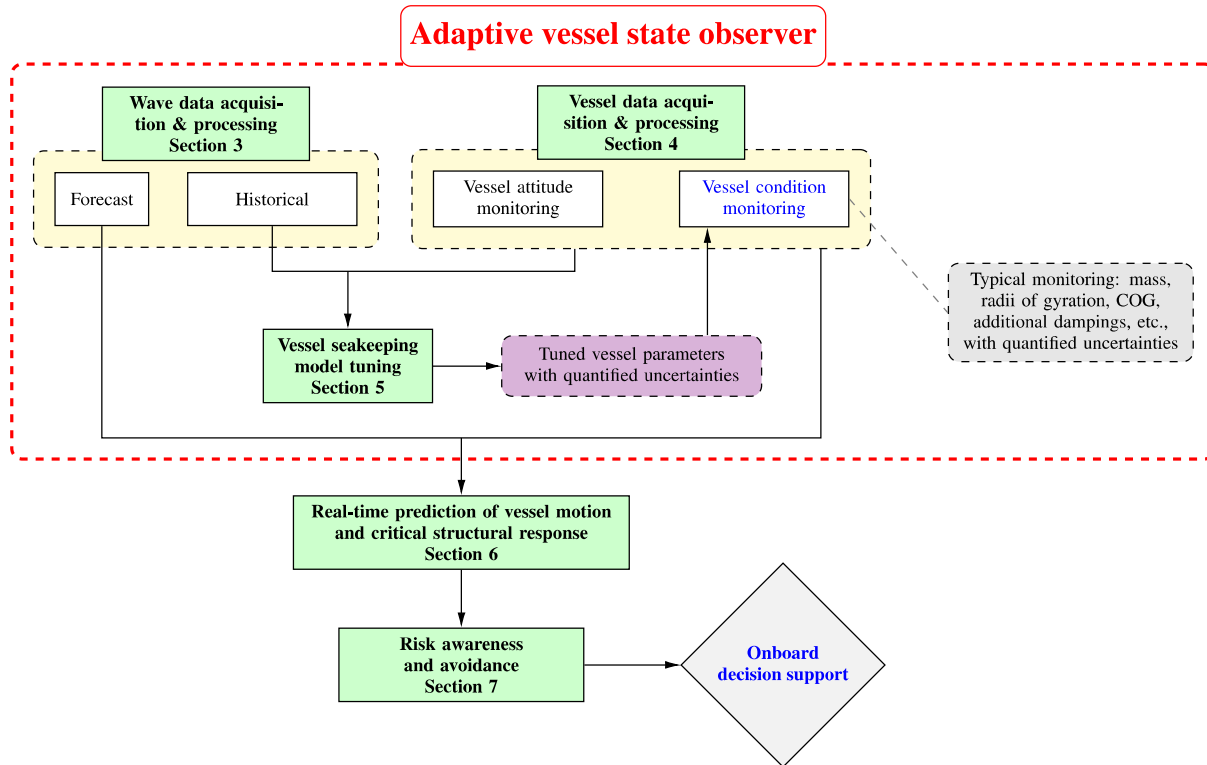 Adaptive vessel state observer
Wave data acquisi-
tion & processing
Section 3
Vessel data acqui-
sition & processing
Section 4
Forecast
Historical
Vessel attitude
monitoring
Vessel condition
monitoring
Typical monitoring: mass,
radii of gyration, COG,
additional dampings, etc.,
with quantified uncertainties
Vessel seakeeping
model tuning
Section 5
Tuned vessel parameters
with quantified uncertainties
Real-time prediction of vessel motion
and critical structural response
Section 6
Risk awareness
and avoidance
Section 7
Onboard
decision support